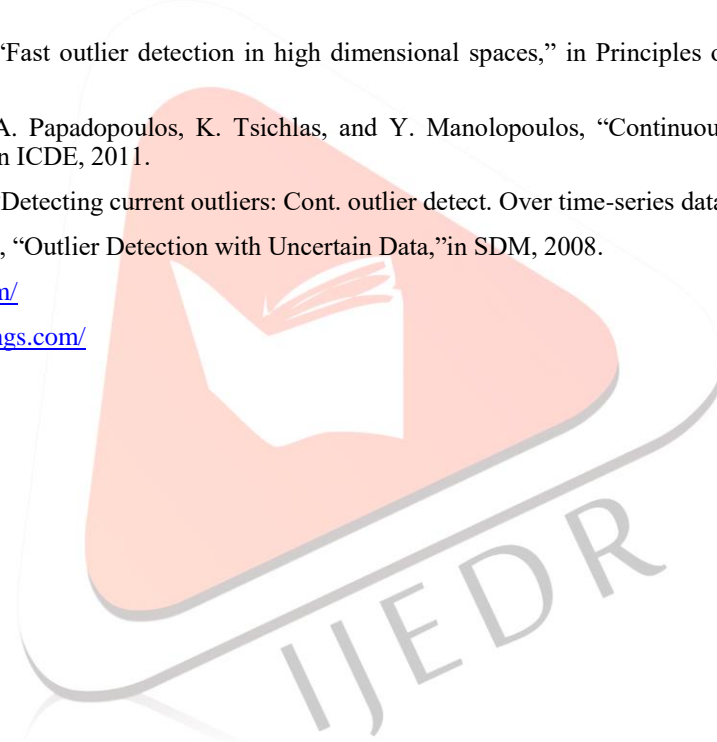 “Fast outlier detection in high dimensional spaces,” in Principles
A. Papadopoulos, K. Tsichlas, and Y. Manolopoulos, “Continuou
n ICDE, 2011.
Detecting current outliers: Cont. outlier detect. Over time-series data
, “Outlier Detection with Uncertain Data,”in SDM, 2008.
m/
ngs.com/
IJEDR